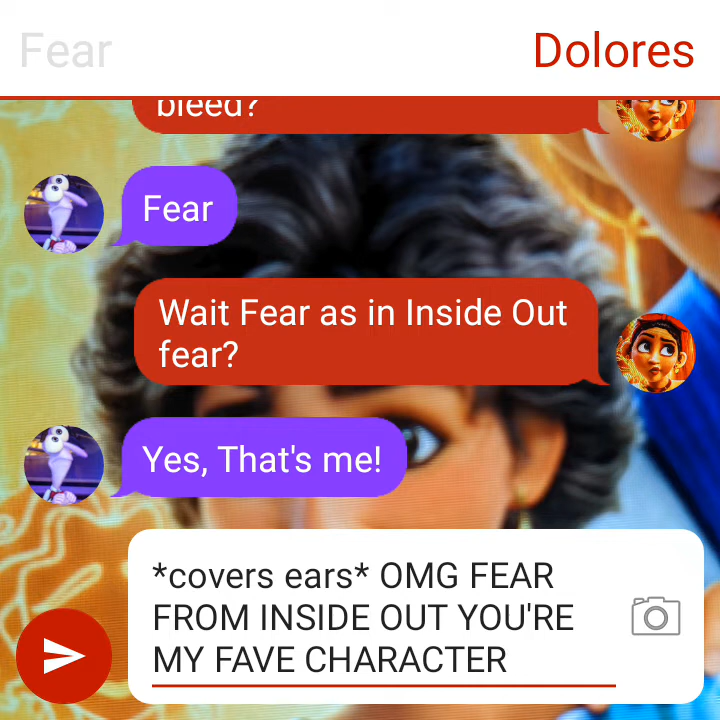 Fear
Dolores
bleed?
Fear
Wait Fear as in Inside Out
fear?
Yes, That's me!
*covers ears* OMG FEAR
FROM INSIDE OUT YOU'RE
MY FAVE CHARACTER